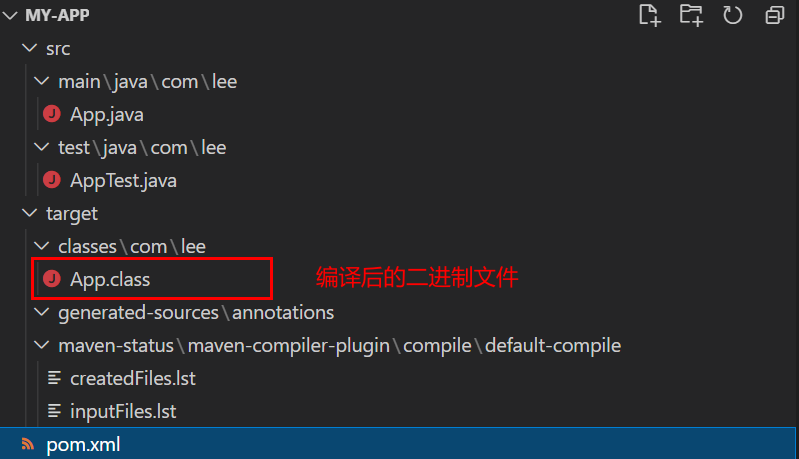 MY-APP
src
main\java\com\lee
J App.java
test\java\com\lee
J AppTest.java
target
classes\com\lee
J App.class 编译后的二进制文件
generated-sources\annotations
maven-status\maven-compiler-plugin\compile\default-compile
createdFiles.lst
inputFiles.lst
pom.xml